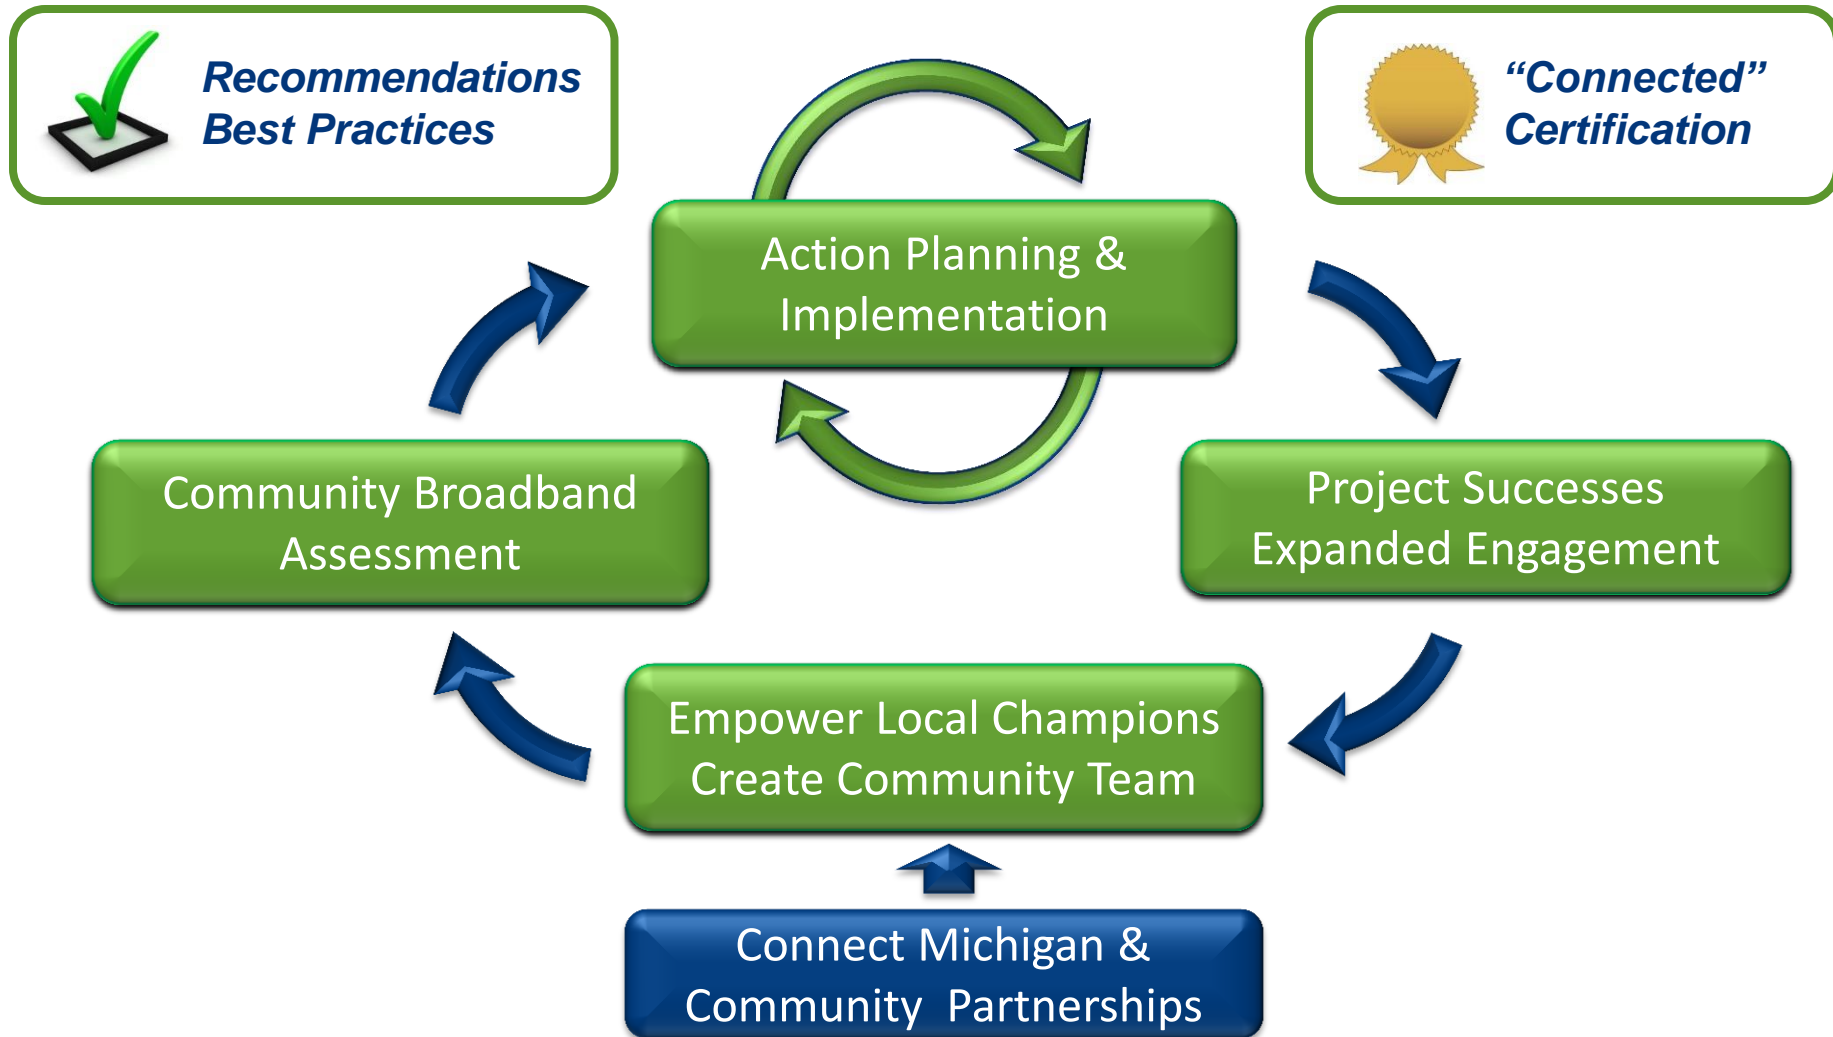 Recommendations
Best Practices
“Connected”
Certification
Action Planning &
Implementation
Community Broadband
Assessment
Project Successes
Expanded Engagement
Empower Local Champions
Create Community Team
Connect Michigan &
Community  Partnerships